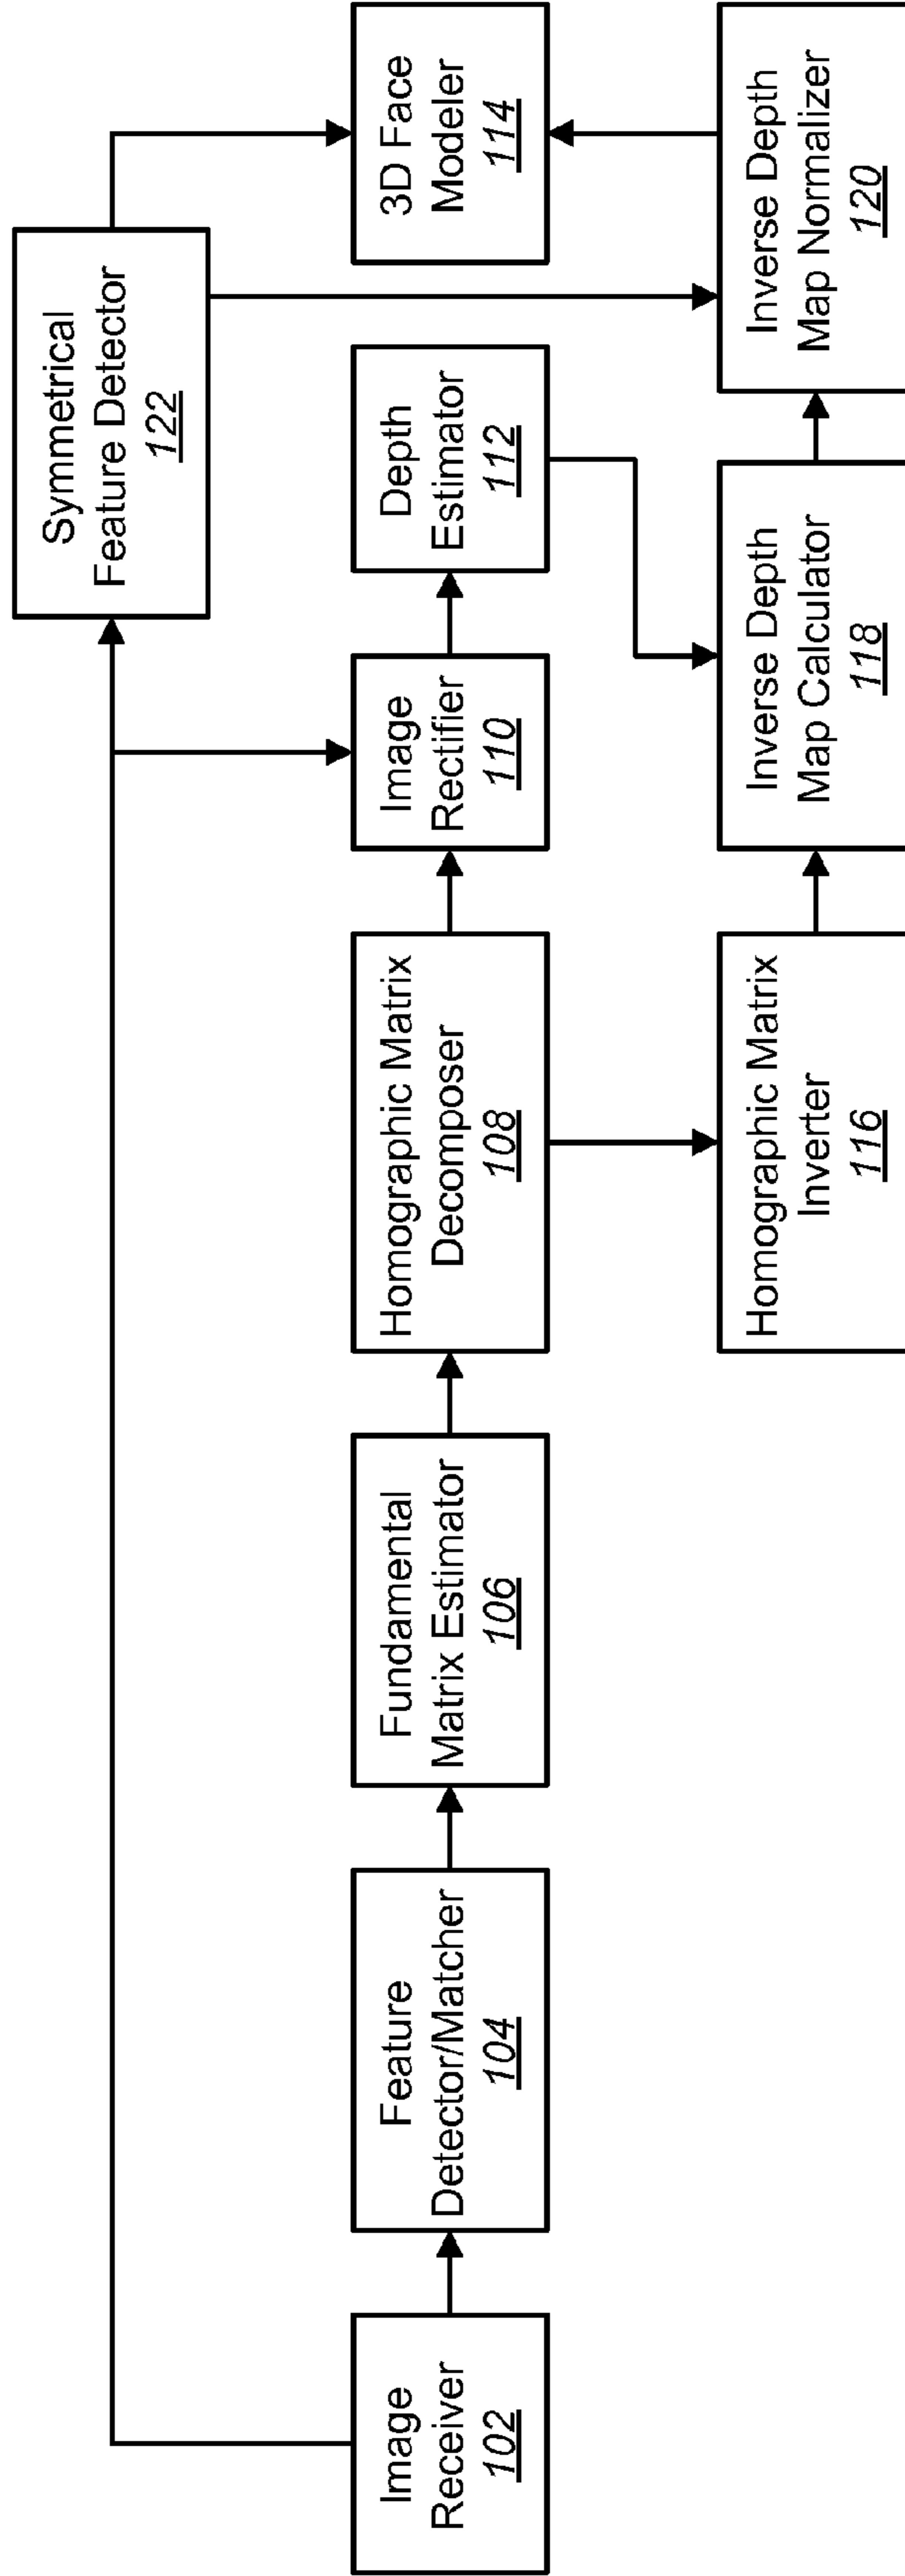 Symmetrical
Feature Detector
122
Image
Receiver
102
Feature
Detector/Matcher
104
Fundamental
Matrix Estimator
106
Homographic Matrix
Decomposer
108
Image
Rectifier
110
Depth
Estimator
112
3D Face
Modeler
114
Homographic Matrix
Inverter
116
Inverse Depth
Map Calculator
118
Inverse Depth
Map Normalizer
120